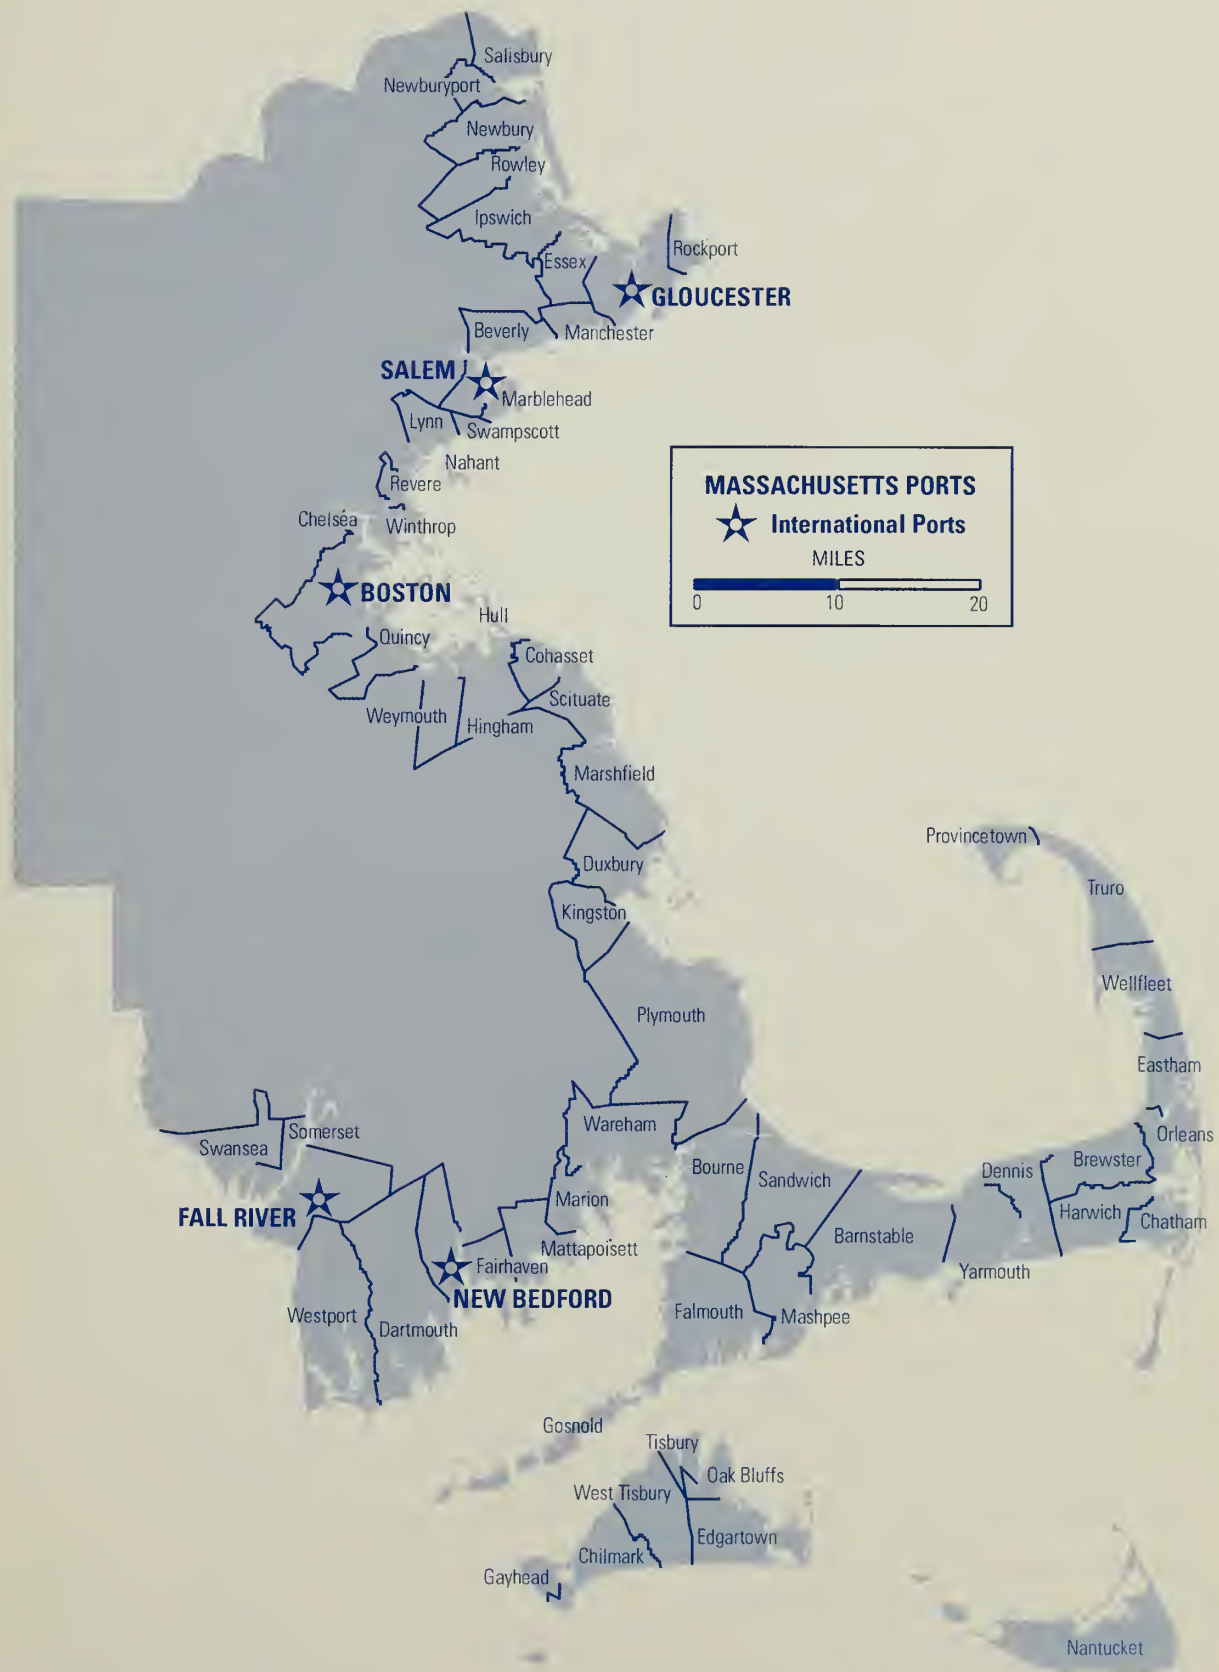 Salisbury
Newburyport
Newbury
Rowley
Ipswich
Rockport
Essex
GLOUCESTER
Beverly
Manchester
SALEM
Marblehead
Lynn
Swampscott
Nahant
Revere
Chelsea
Winthrop
MASSACHUSETTS PORTS
International Ports
MILES
0 10 20
BOSTON
Hull
Quincy
Cohasset
Scituate
Weymouth
Hingham
Marshfield
Provincetown
Duxbury
Truro
Kingston
Wellfleet
Plymouth
Eastham
Wareham
Somerset
Orleans
Swansea
Bourne
Sandwich
Dennis
Brewster
Marion
FALL RIVER
Harwich
Chatham
Barnstable
Mattapoisett
Fairhaven
Yarmouth
NEW BEDFORD
Westport
Dartmouth
Falmouth
Mashpee
Gosnold
Tisbury
Oak Bluffs
West Tisbury
Edgartown
Chilmark
Gayhead
Nantucket